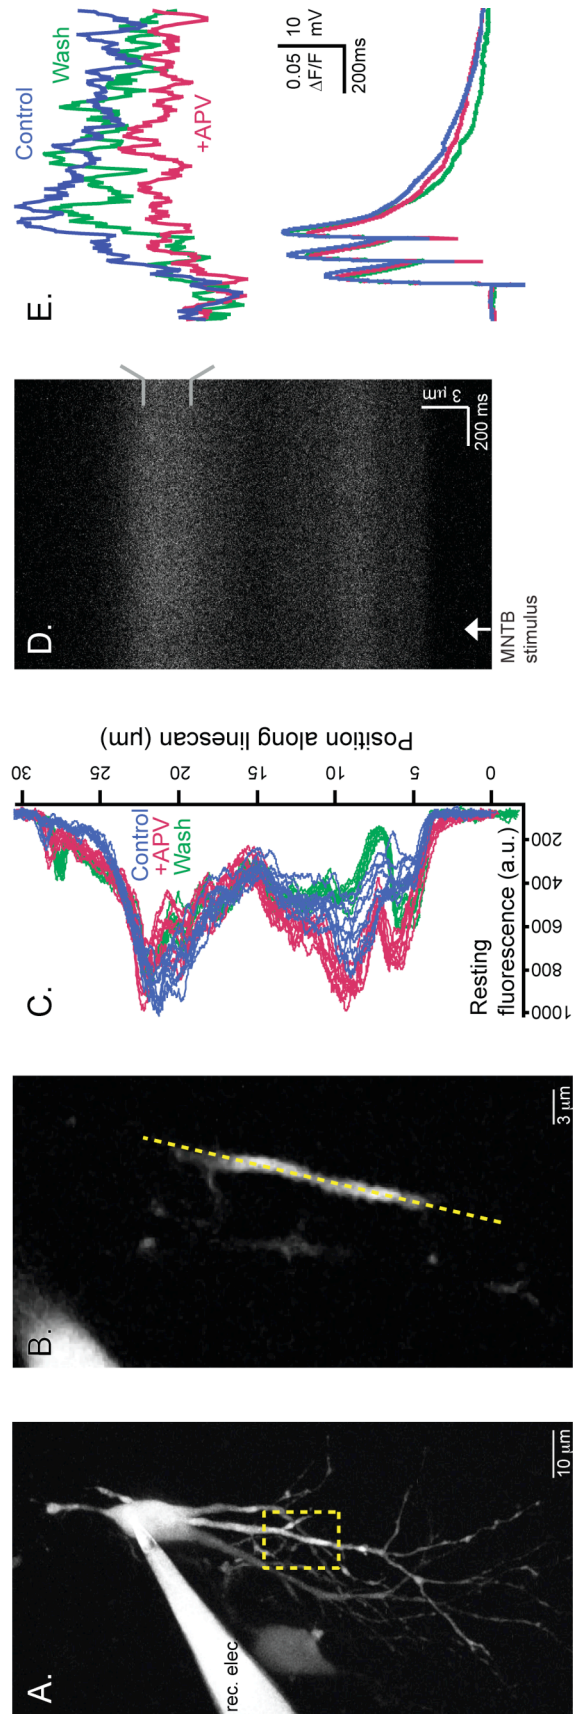 A.
rec. elec.
10 μm
B.
3 μm
C.
Control
+APV
Wash
30
25
20
15
10
5
0
Position along linescan (μm)
200
400
600
800
1000
Resting
fluorescence (a.u.)
D.
3 μm
200 ms
MNTB
stimulus
E.
Control
Wash
+APV
0.05 10
ΔF/F mV
200ms